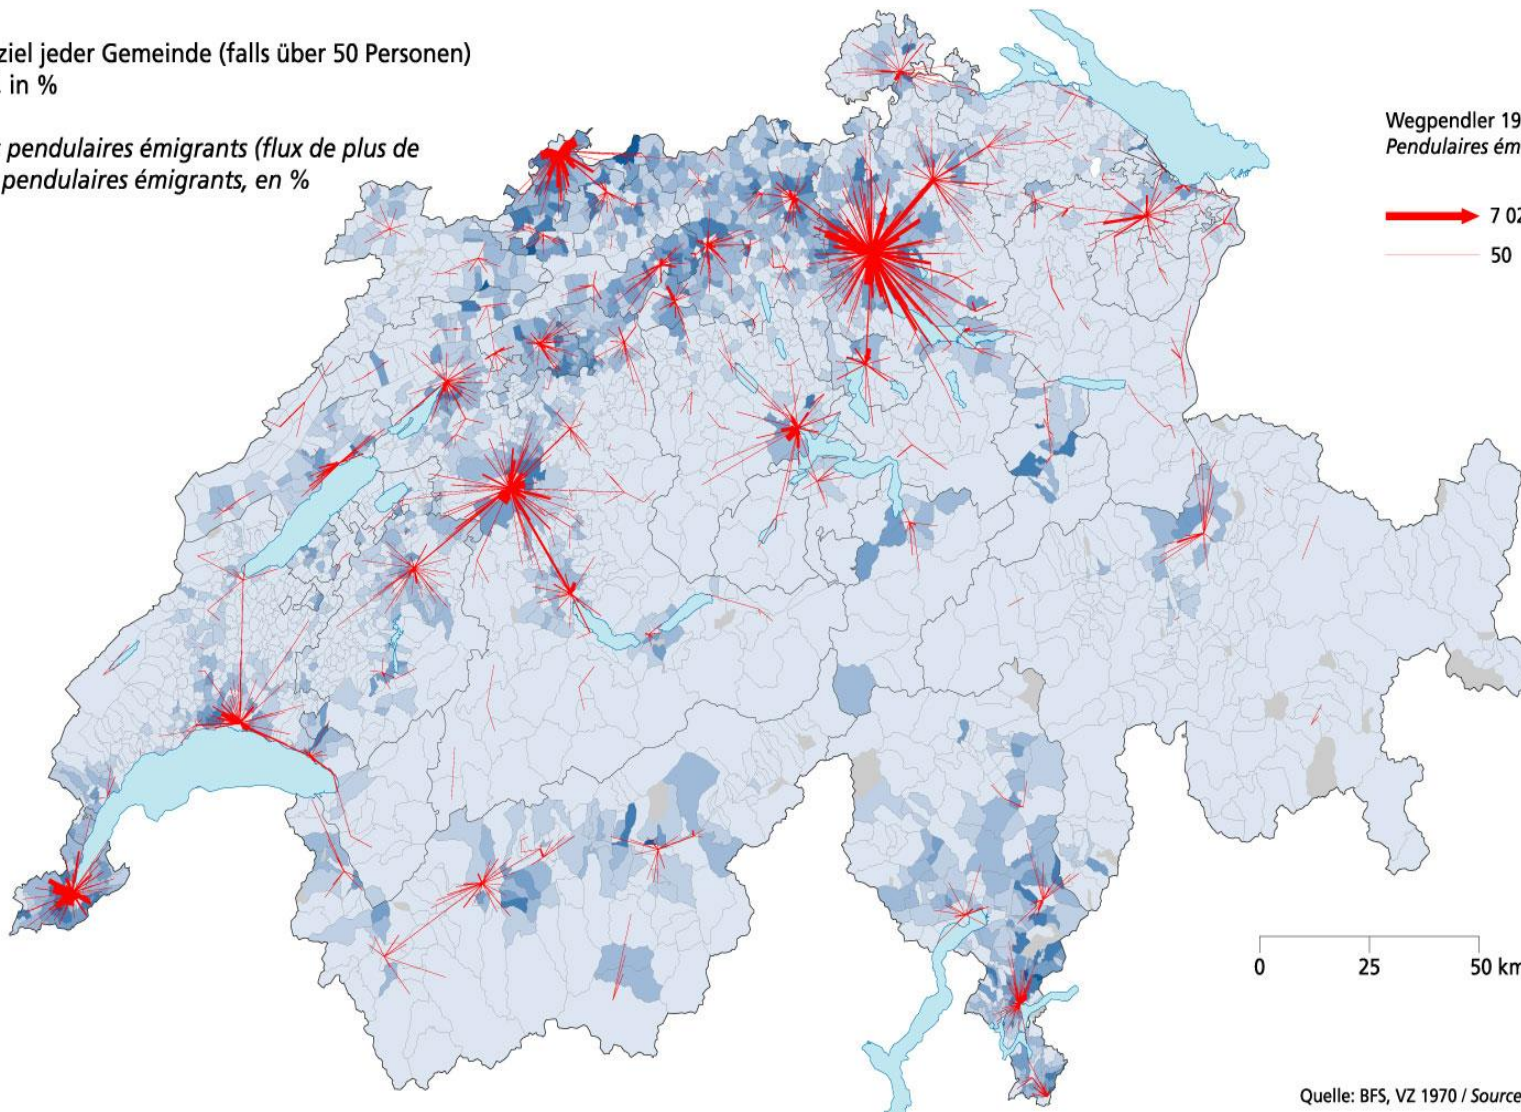 ziel jeder Gemeinde (falls über 50 Personen)
in %
pendulaires émigrants (flux de plus de
pendulaires émigrants, en %
Wegpendler 19
Pendulaires ém
7 02
50
0 25 50 km
Quelle: BFS, VZ 1970 / Source